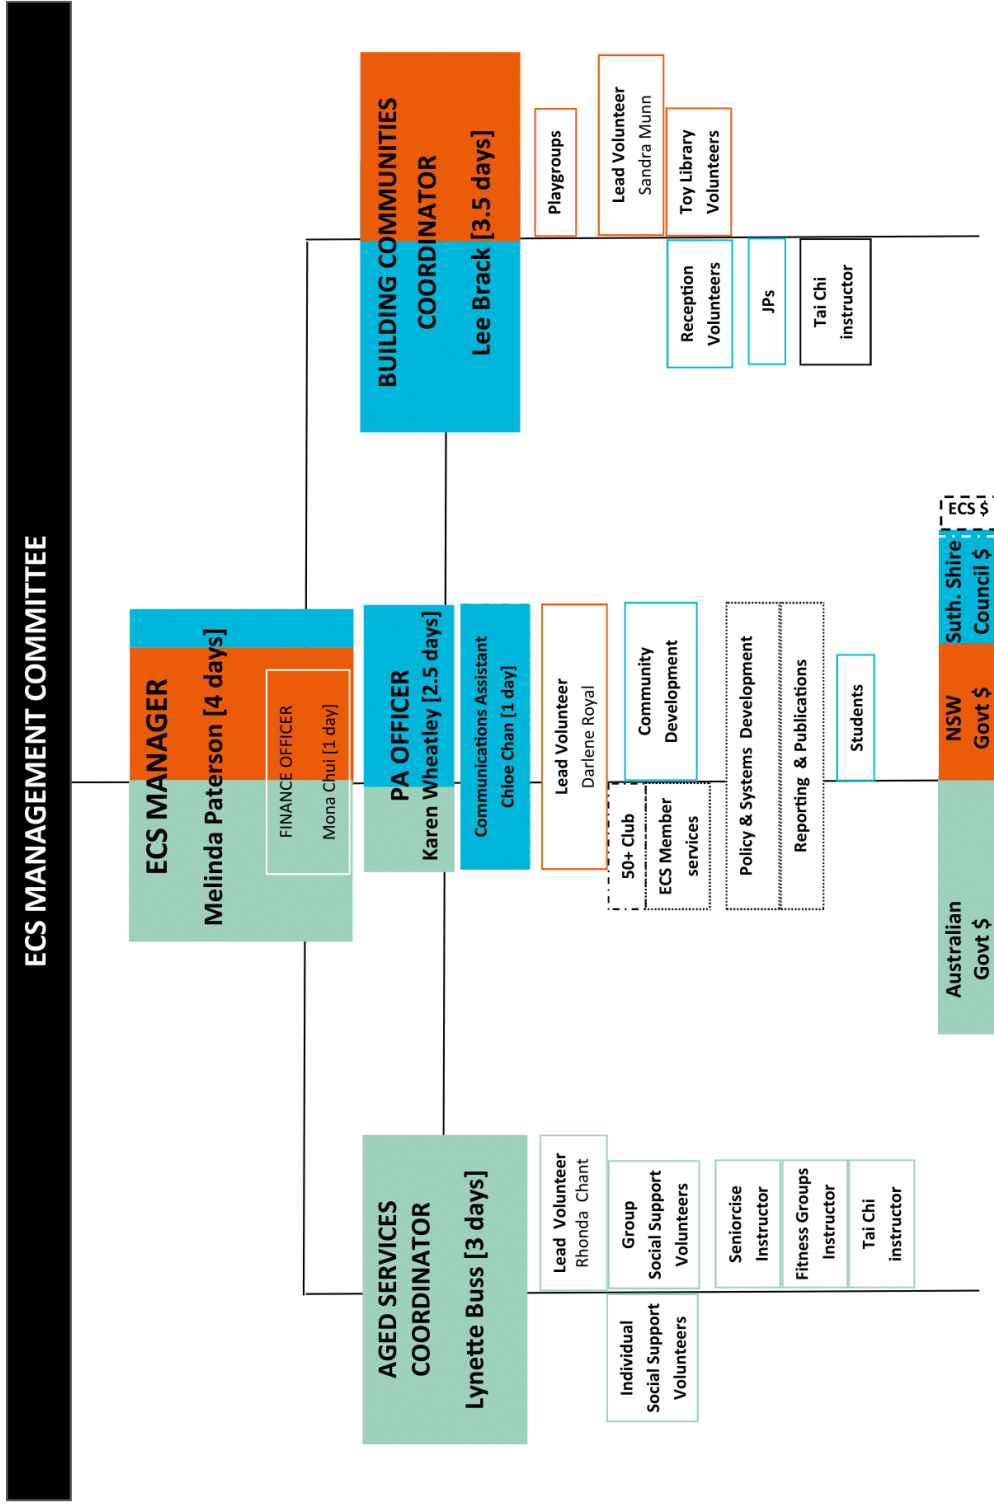 ECS MANAGEMENT COMMITTEE
ECS MANAGER
Melinda Paterson [4 days]
FINANCE OFFICER
Mona Chui [1 day]
AGED SERVICES
COORDINATOR
Lynette Buss [3 days]
PA OFFICER
Karen Wheatley [2.5 days]
Communications Assistant
Chloe Chan [1 day]
BUILDING COMMUNITIES
COORDINATOR
Lee Brack [3.5 days]
Lead Volunteer
Rhonda Chant
Individual
Social Support
Volunteers
Group
Social Support
Volunteers
Seniorcise
Instructor
Fitness Groups
Instructor
Tai Chi
instructor
Lead Volunteer
Darlene Royal
50+ Club
ECS Member
services
Community
Development
Policy & Systems Development
Reporting & Publications
Students
Playgroups
Lead Volunteer
Sandra Munn
Reception
Volunteers
Toy Library
Volunteers
JPs
Tai Chi
instructor
Australian
Govt $
NSW
Govt $
Suth. Shire
Council $
ECS $